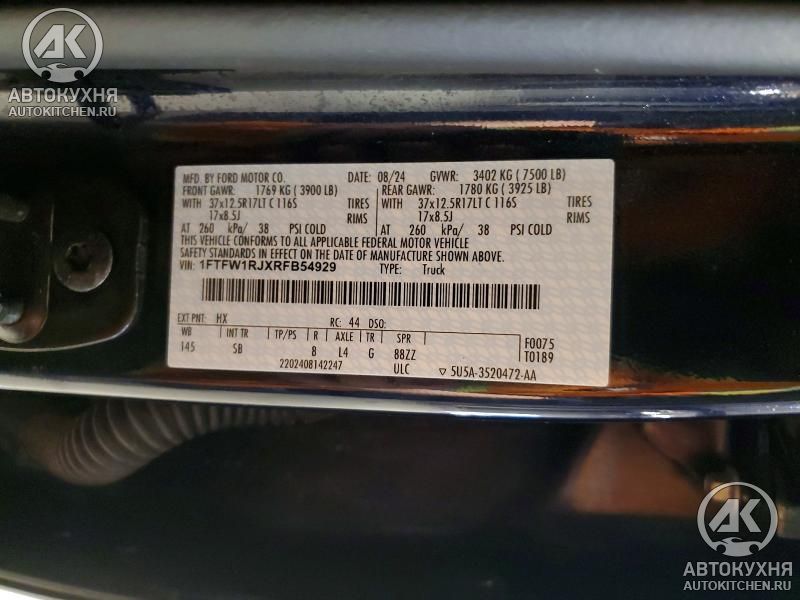 AK
АВТОКУХНЯ
AUTOKITCHEN.RU
MFD. BY FORD MOTOR CO. DATE: 08/24 GVWR: 3402 KG ( 7500 LB)
FRONT GAWR: 1769 KG ( 3900 LB) REAR GAWR: 1780 KG ( 3925 LB)
WITH 37x12.5R17LT C 116S TIRES WITH 37x12.5R17LT C 116S TIRES
17x8.5J RIMS 17x8.5J RIMS
AT 260 kPa/ 38 PSI COLD AT 260 kPa/ 38 PSI COLD
THIS VEHICLE CONFORMS TO ALL APPLICABLE FEDERAL MOTOR VEHICLE
SAFETY STANDARDS IN EFFECT ON THE DATE OF MANUFACTURE SHOWN ABOVE.
VIN: 1FTFW1RJXRFB54929 TYPE: Truck
EXT PNT: HX RC: 44 DSO: F0075
WB INT TR TP/PS R AXLE TR SPR T0189
145 SB 8 L4 G 88ZZ
2202408142247 ULC ▽ 5U5A-3520472-AA
AK
АВТОКУХНЯ
AUTOKITCHEN.RU